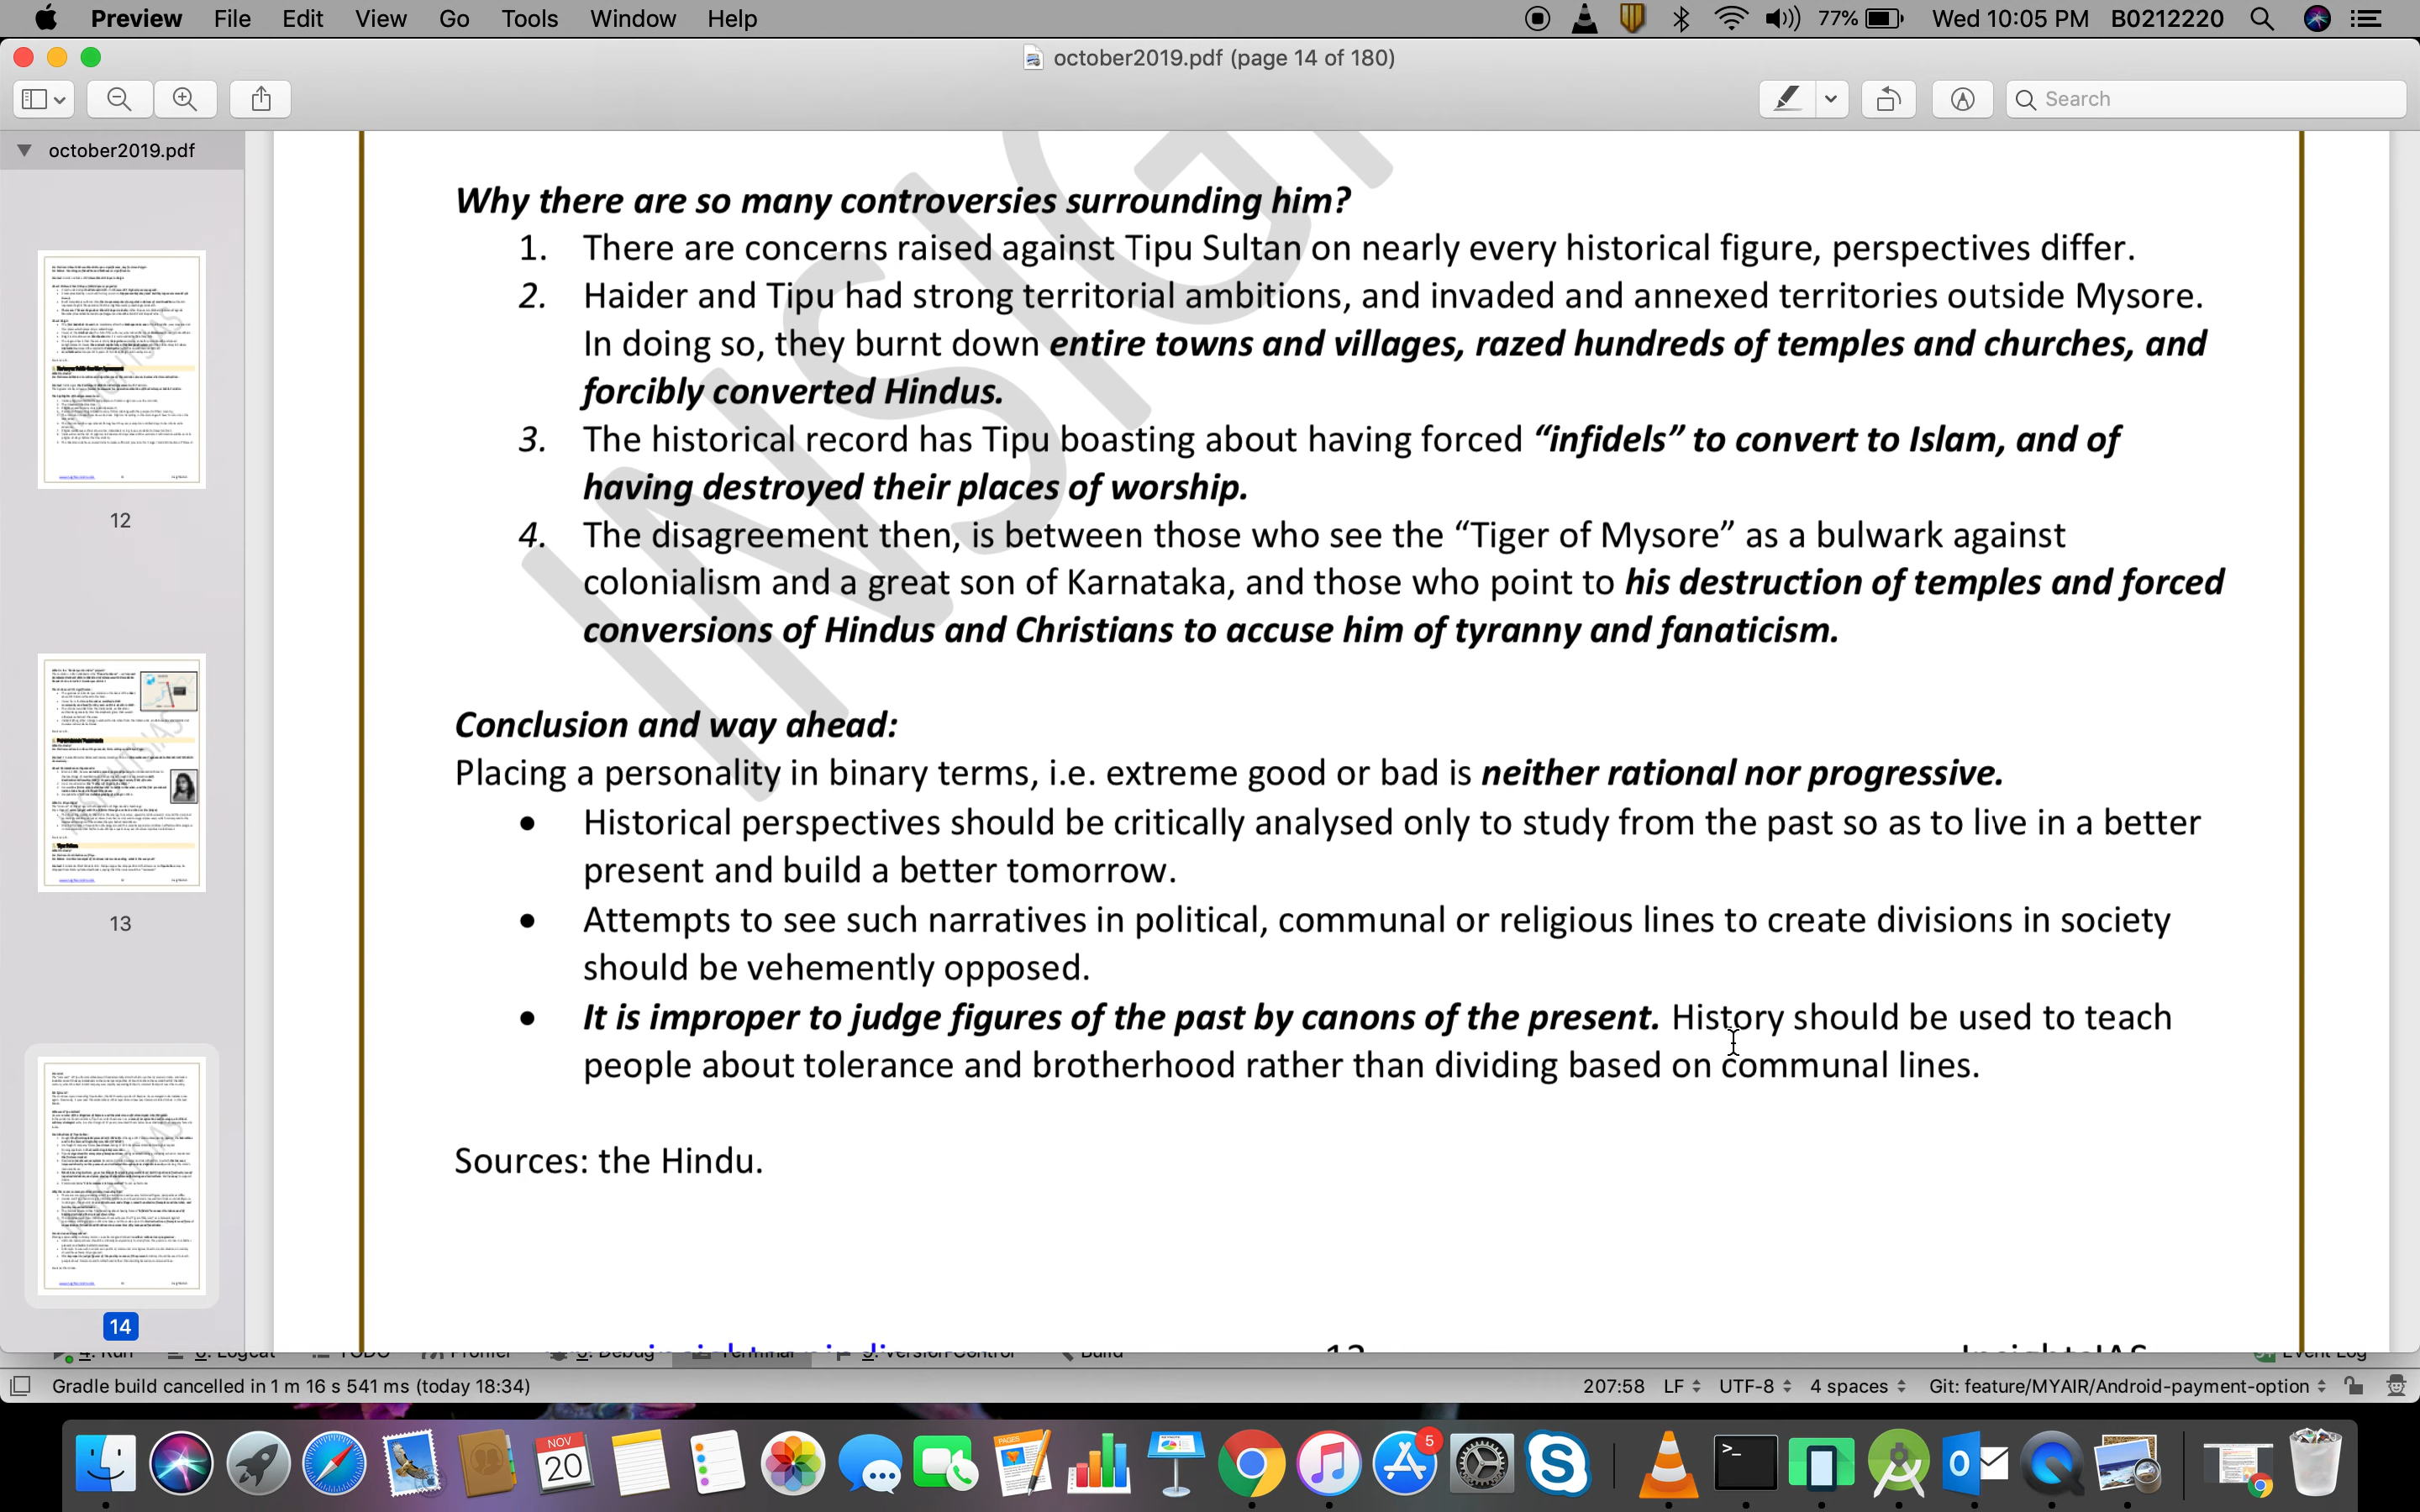 Preview File Edit View Go Tools Window Help 77% Wed 10:05 PM B0212220
october2019.pdf (page 14 of 180)
Search
october2019.pdf
12
13
14
INSIG
Why there are so many controversies surrounding him?
1. There are concerns raised against Tipu Sultan on nearly every historical figure, perspectives differ.
2. Haider and Tipu had strong territorial ambitions, and invaded and annexed territories outside Mysore.
In doing so, they burnt down entire towns and villages, razed hundreds of temples and churches, and
forcibly converted Hindus.
3. The historical record has Tipu boasting about having forced “infidels” to convert to Islam, and of
having destroyed their places of worship.
4. The disagreement then, is between those who see the “Tiger of Mysore” as a bulwark against
colonialism and a great son of Karnataka, and those who point to his destruction of temples and forced
conversions of Hindus and Christians to accuse him of tyranny and fanaticism.
Conclusion and way ahead:
Placing a personality in binary terms, i.e. extreme good or bad is neither rational nor progressive.
• Historical perspectives should be critically analysed only to study from the past so as to live in a better
present and build a better tomorrow.
• Attempts to see such narratives in political, communal or religious lines to create divisions in society
should be vehemently opposed.
• It is improper to judge figures of the past by canons of the present. History should be used to teach
people about tolerance and brotherhood rather than dividing based on communal lines.
Sources: the Hindu.
Gradle build cancelled in 1 m 16 s 541 ms (today 18:34) 207:58 LF UTF-8 4 spaces Git: feature/MYAIR/Android-payment-option
NOV
20
PAGES
5